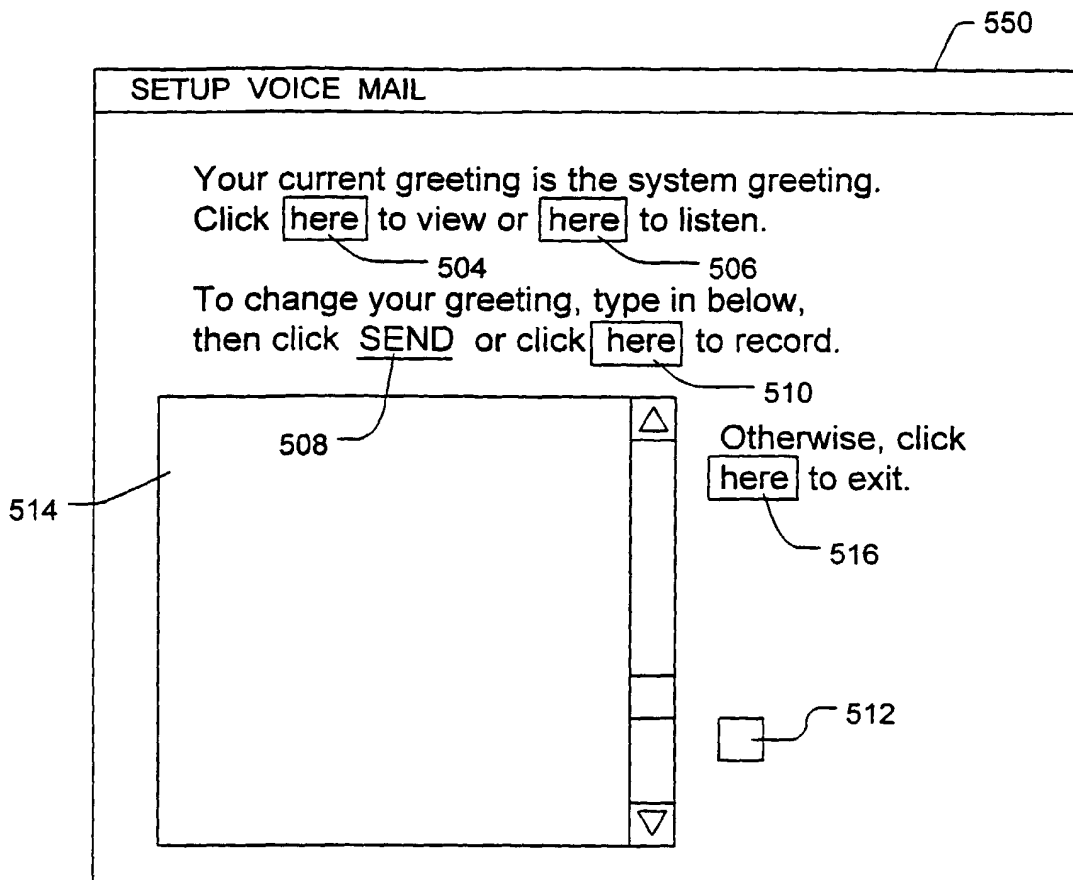 550
SETUP VOICE MAIL
Your current greeting is the system greeting.
Click here to view or here to listen.
504
506
To change your greeting, type in below,
then click SEND or click here to record.
510
508
Otherwise, click
here to exit.
514
516
512